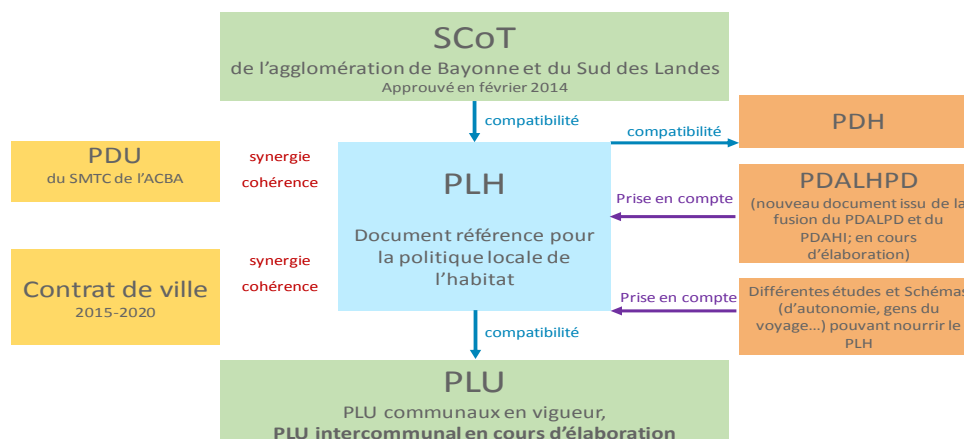 SCoT
de l’agglomération de Bayonne et du Sud des Landes
Approuvé en février 2014
compatibilité
compatibilité
PDH
PDU
du SMTC de l’ACBA
synergie
cohérence
PLH
Document référence pour
la politique locale de
l’habitat
Prise en compte
PDALHPD
(nouveau document issu de la
fusion du PDALPD et du
PDAHI; en cours
d’élaboration)
Contrat de ville
2015-2020
synergie
cohérence
Prise en compte
Différentes études et Schémas
(d’autonomie, gens du
voyage...) pouvant nourrir le
PLH
compatibilité
PLU
PLU communaux en vigueur,
PLU intercommunal en cours d’élaboration